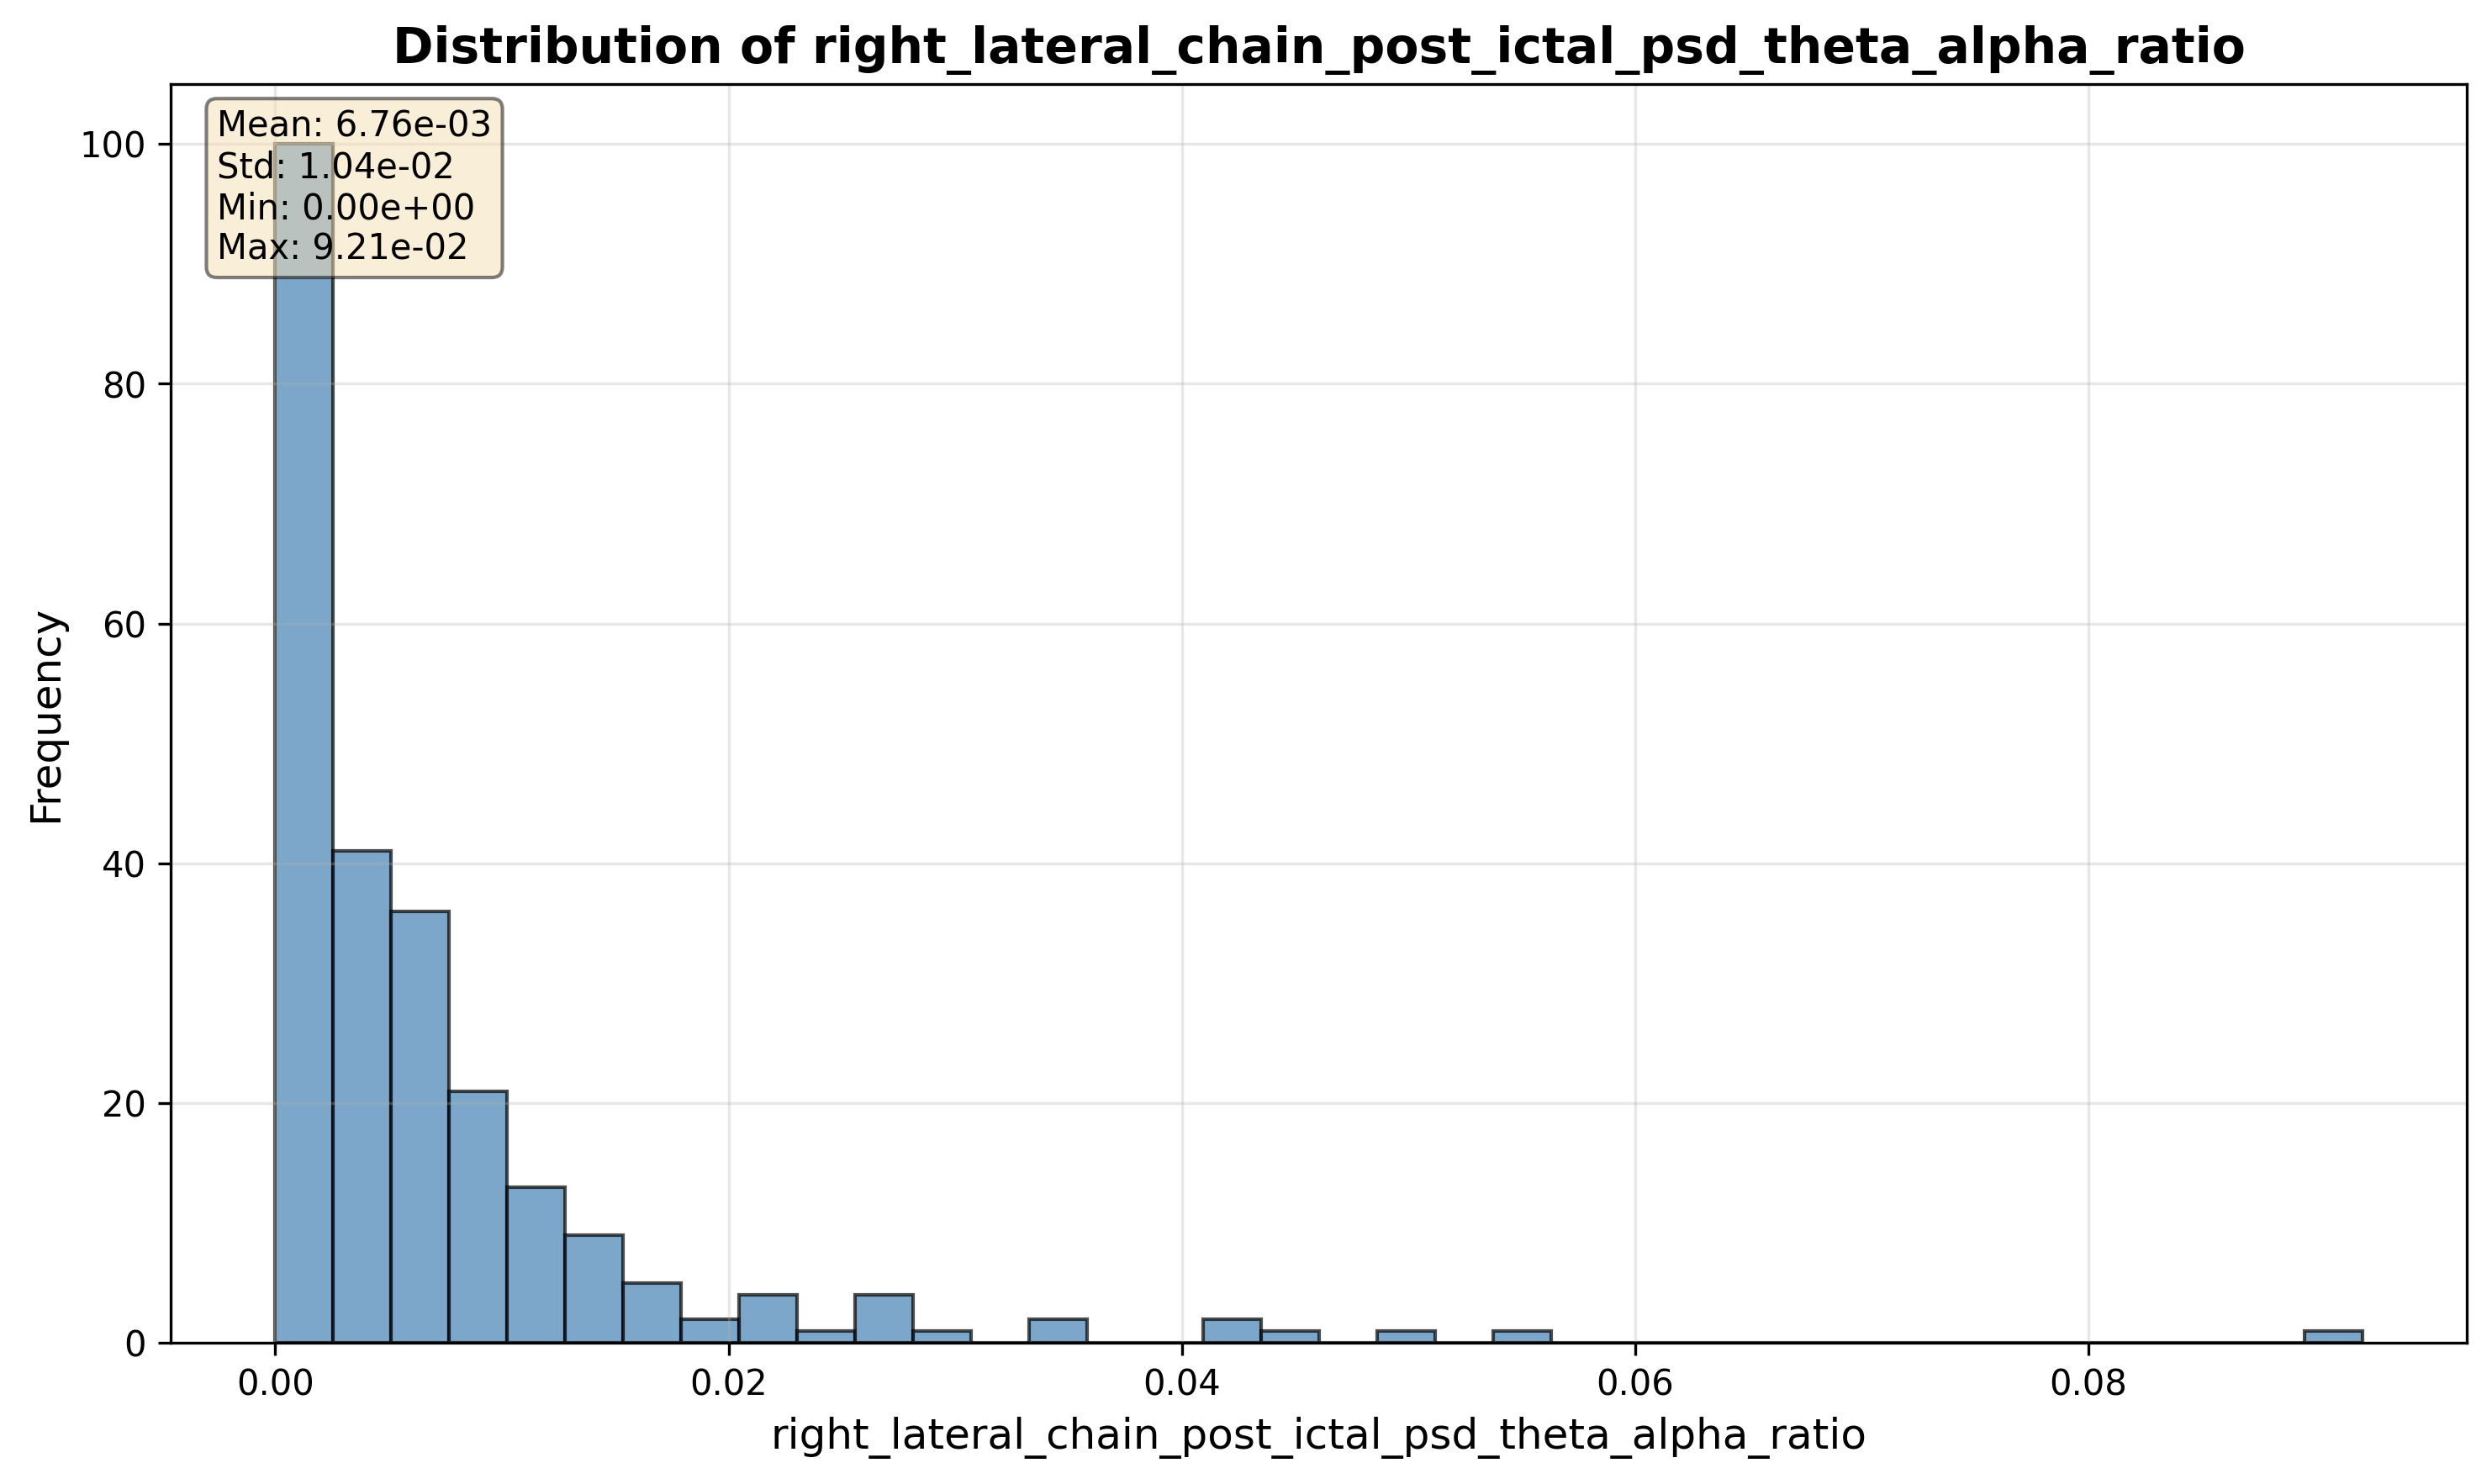 Distribution of right_lateral_chain_post_ictal_psd_theta_alpha_ratio
Mean: 6.76e-03
Std: 1.04e-02
Min: 0.00e+00
Max: 9.21e-02
100
80
60
40
20
0
Frequency
0.00 0.02 0.04 0.06 0.08
right_lateral_chain_post_ictal_psd_theta_alpha_ratio